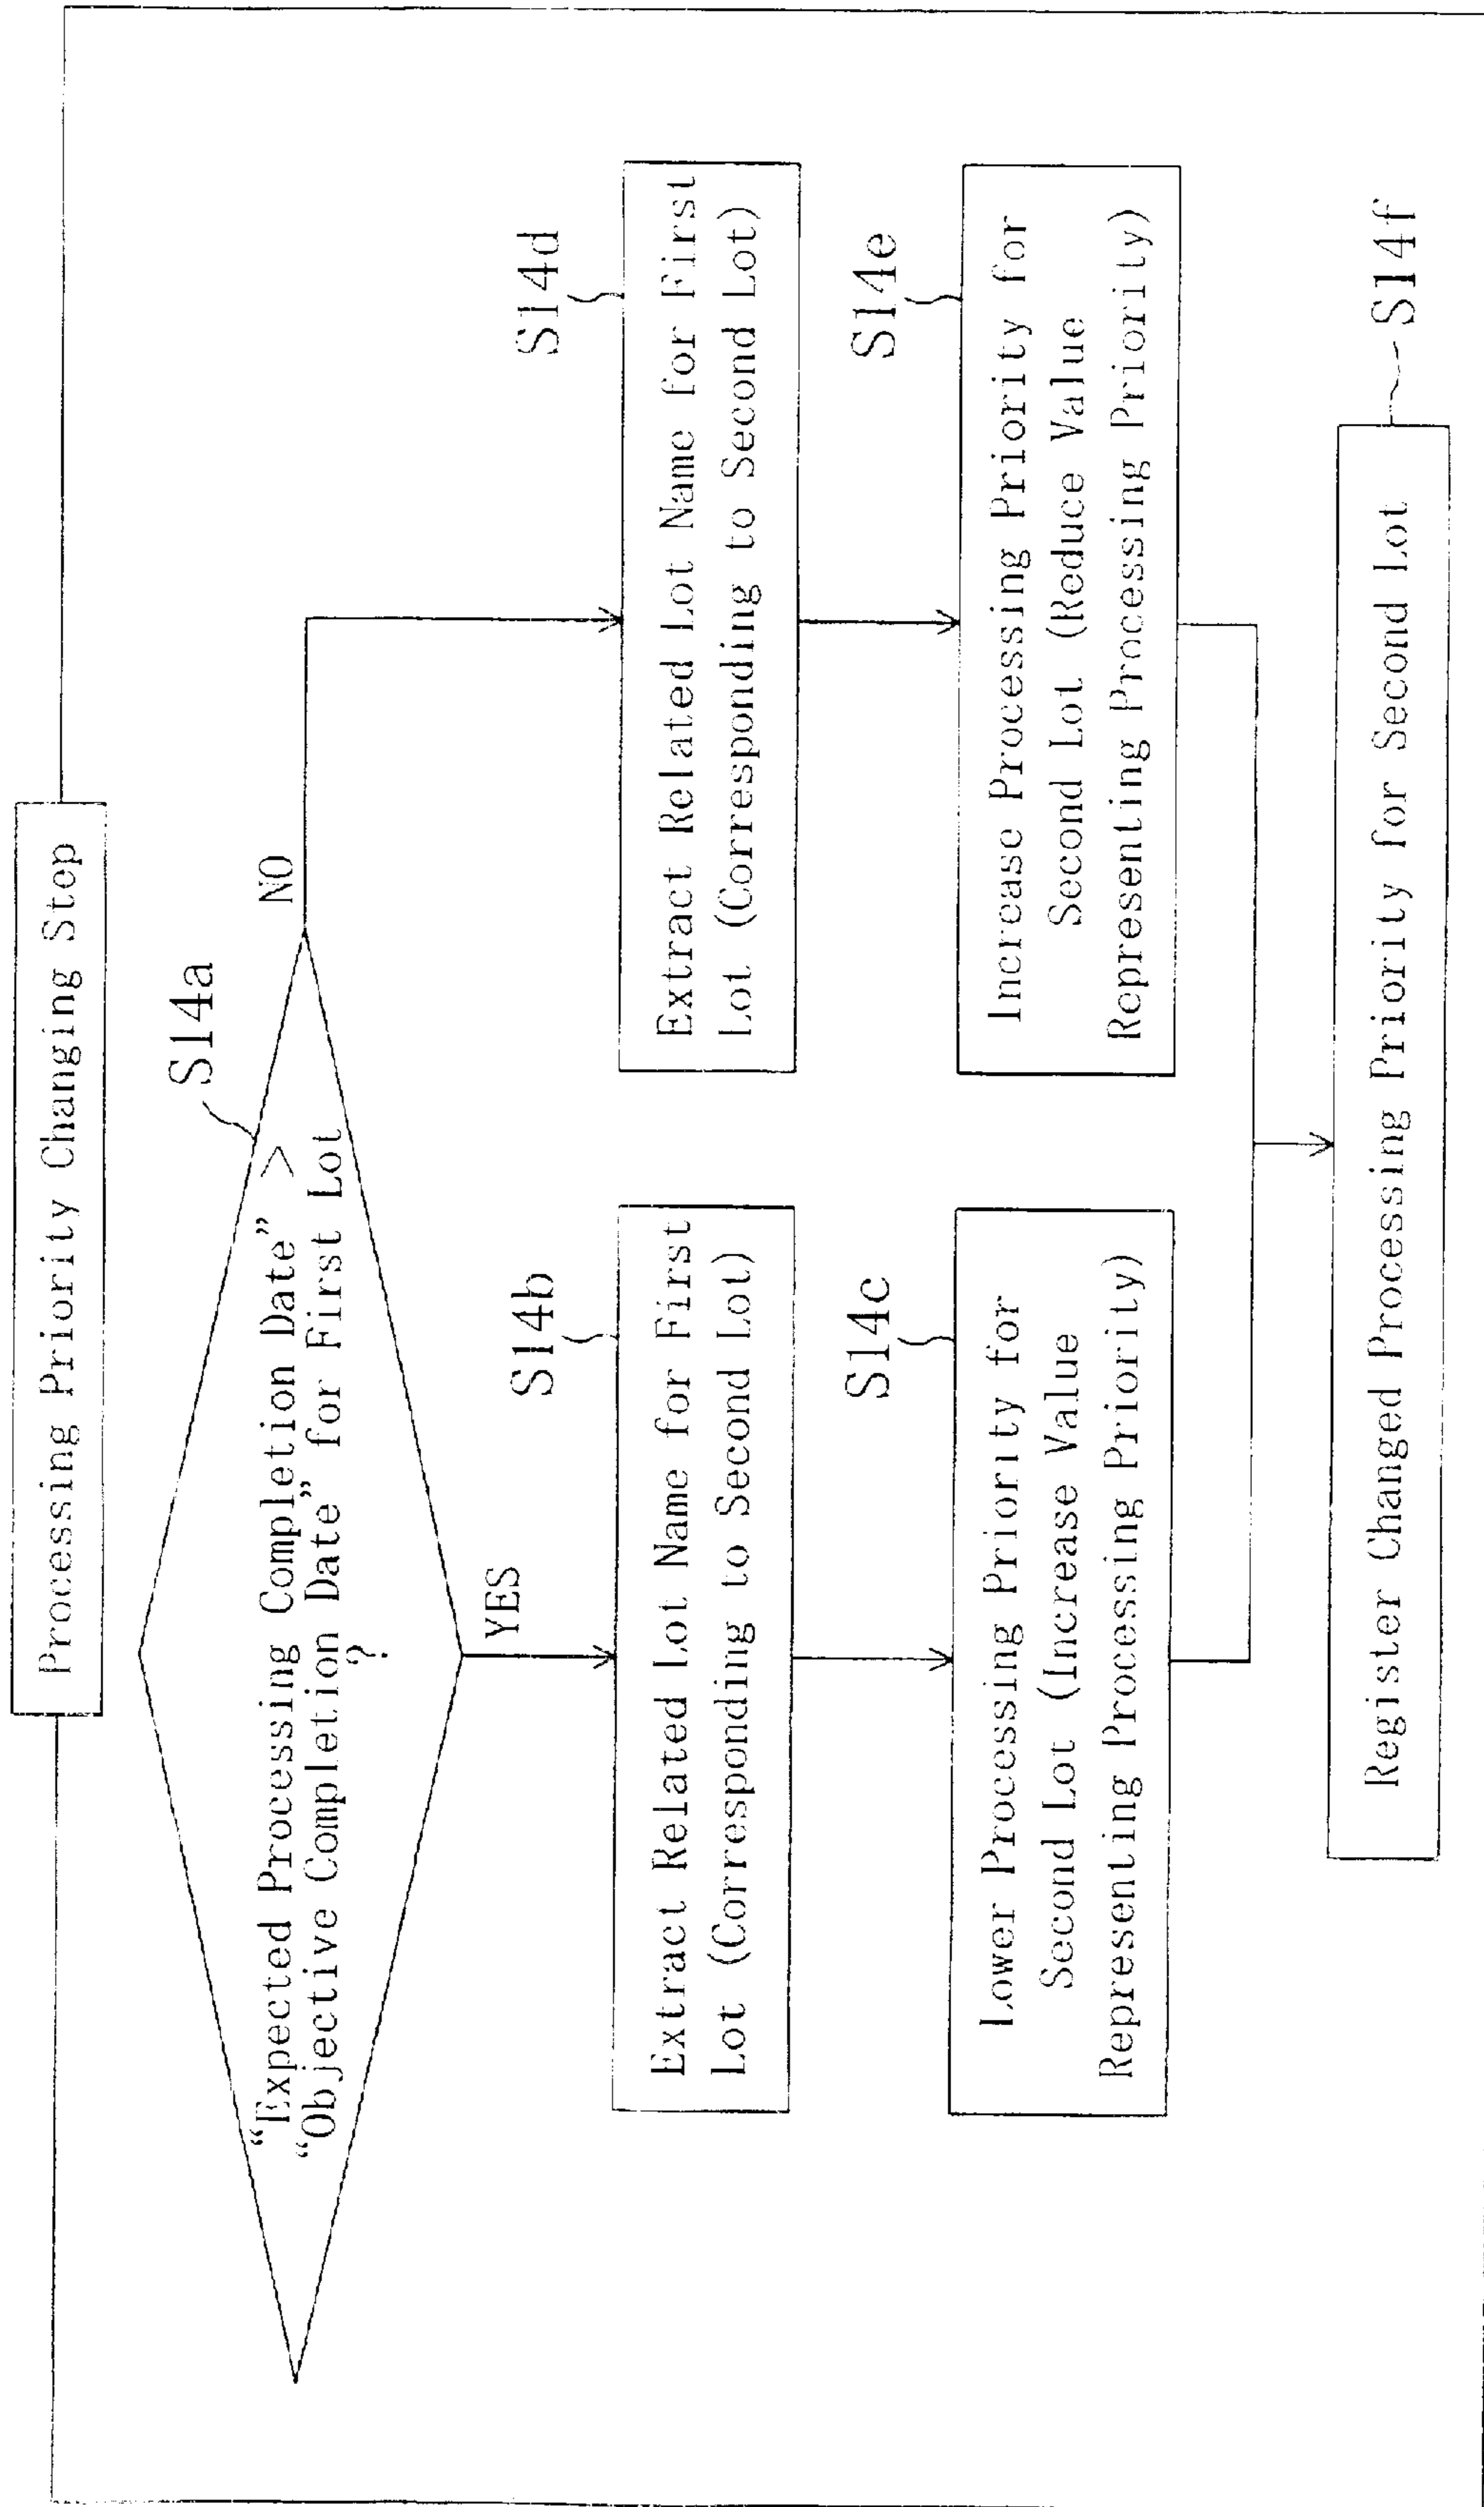 Processing Priority Changing Step
S14a
"Expected Processing Completion Date" >
"Objective Completion Date" for First Lot
?
NO
YES
S14b
Extract Related Lot Name for First
Lot (Corresponding to Second Lot)
S14d
Extract Related Lot Name for First
Lot (Corresponding to Second Lot)
S14c
Lower Processing Priority for
Second Lot (Increase Value
Representing Processing Priority)
S14e
Increase Processing Priority for
Second Lot (Reduce Value
Representing Processing Priority)
Register Changed Processing Priority for Second Lot
S14f